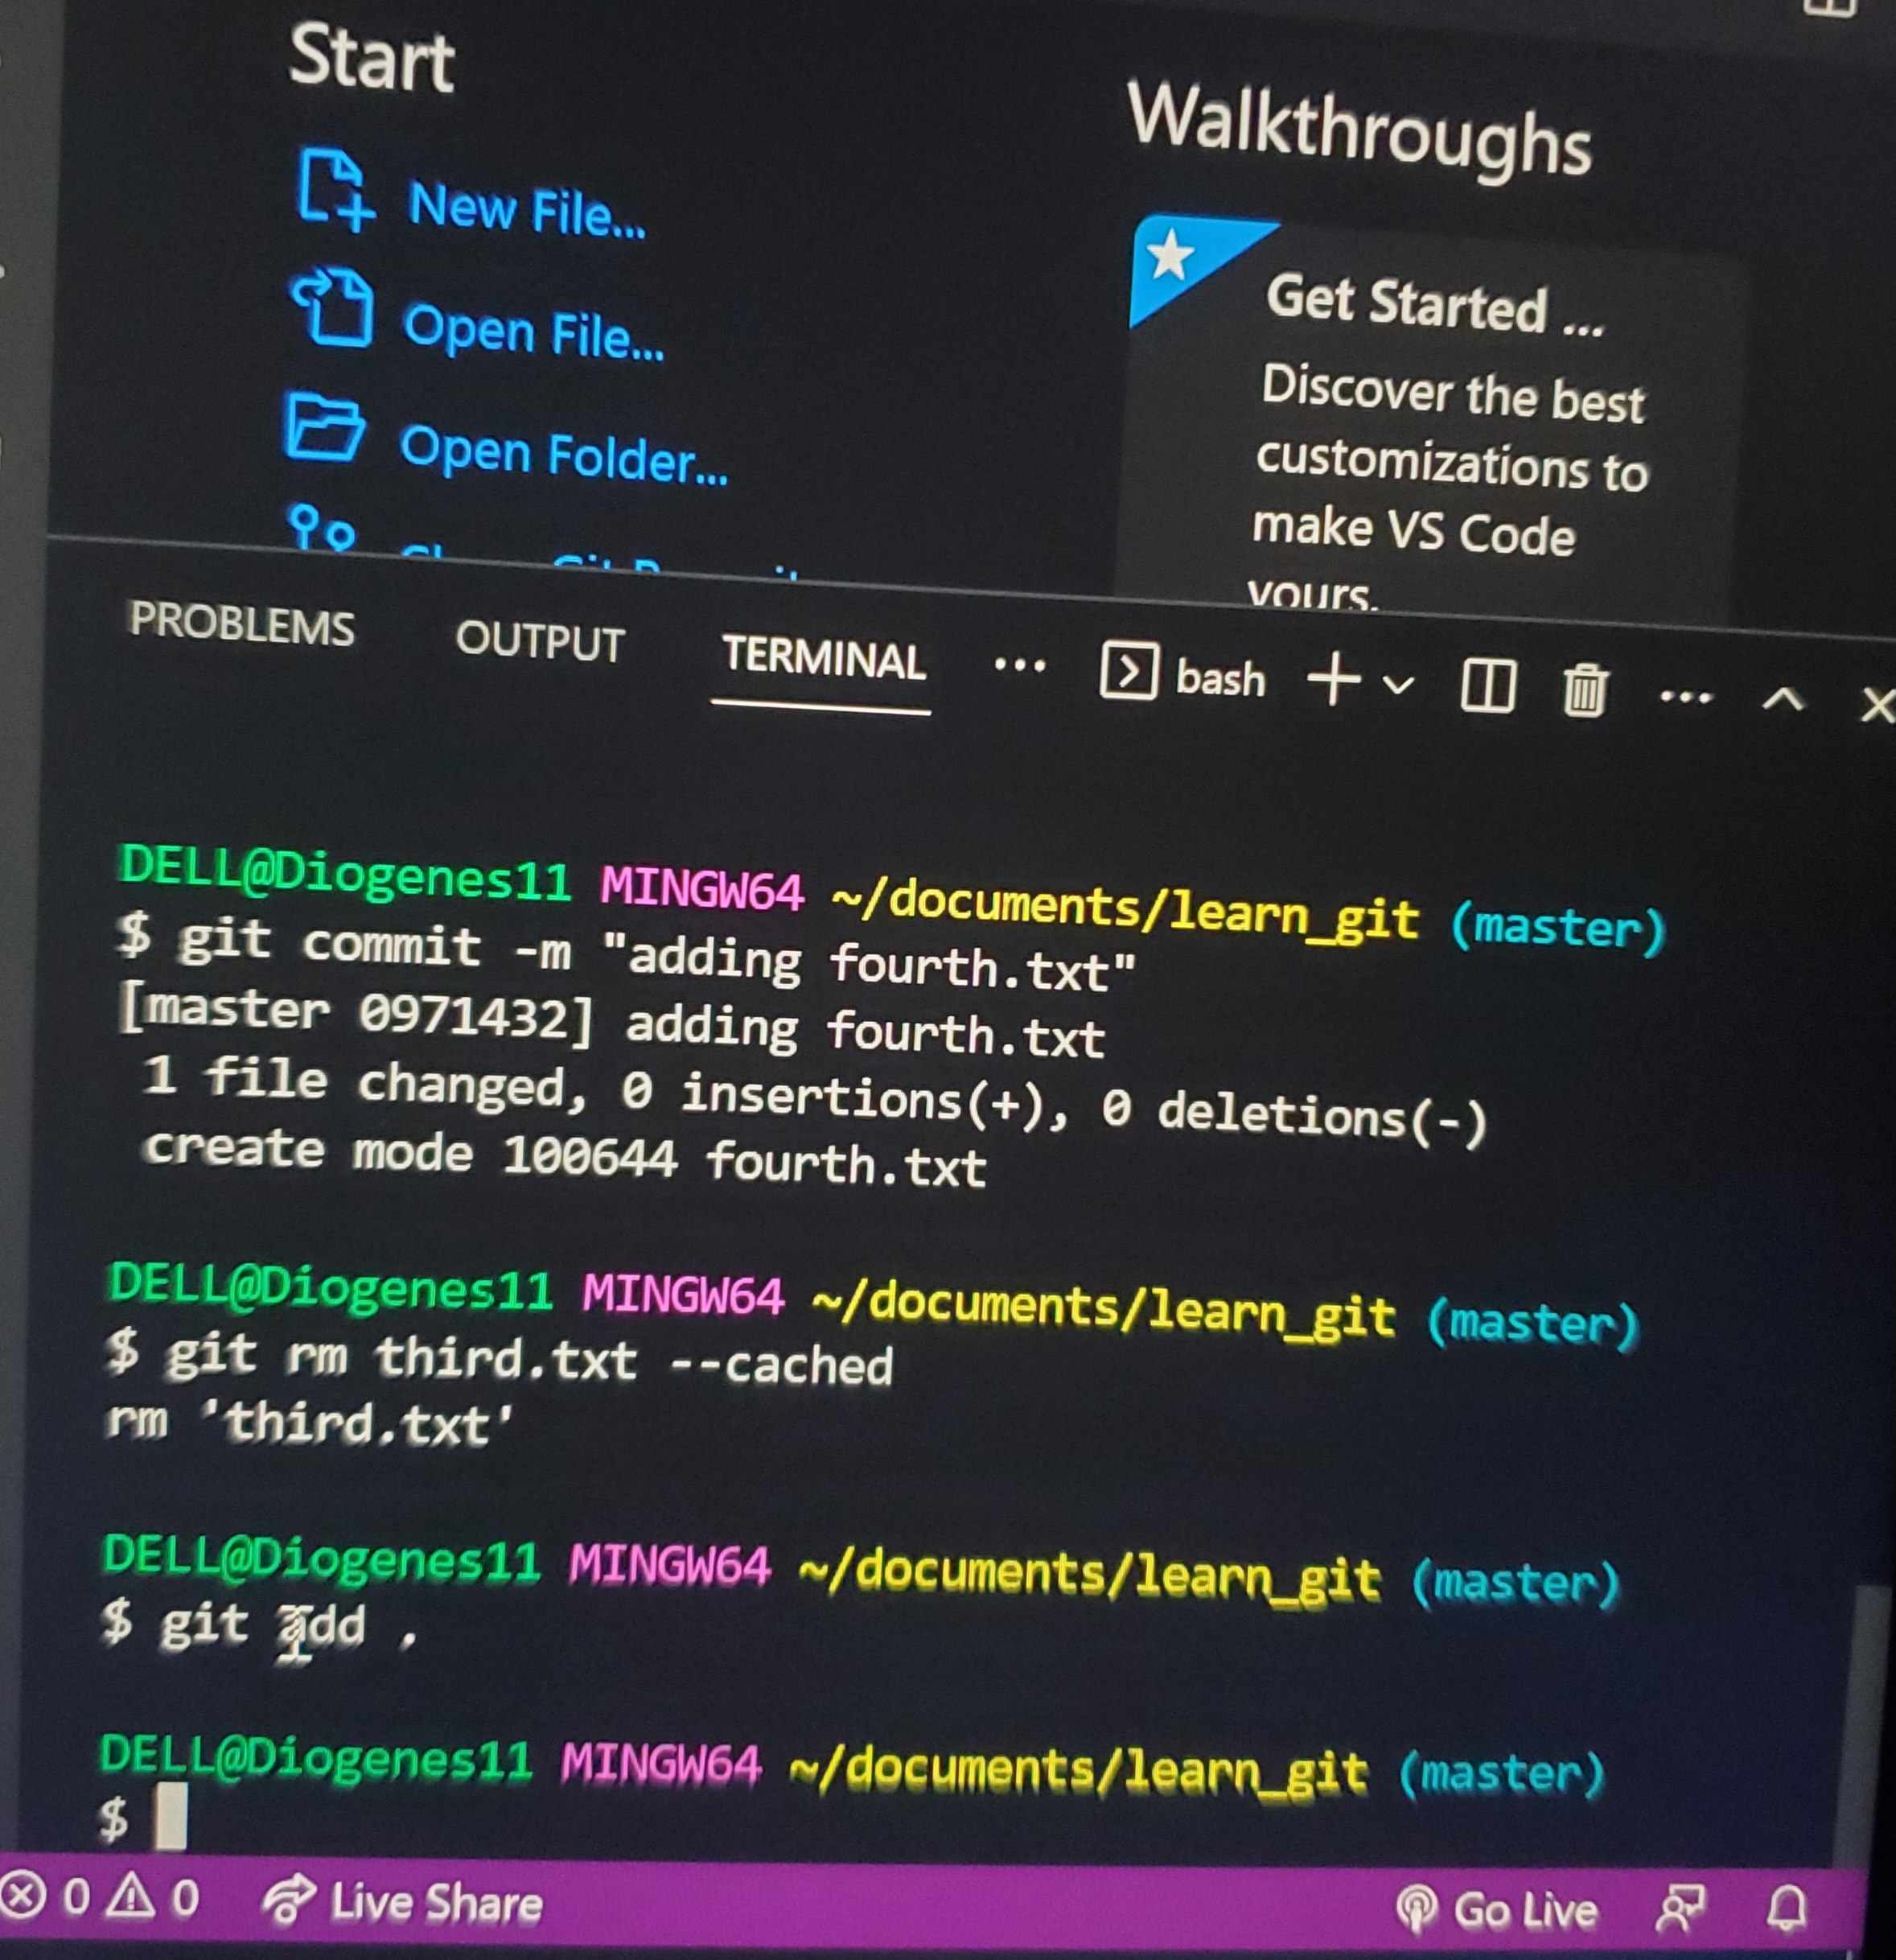 Start
New File...
Open File...
Open Folder...
Walkthroughs
Get Started ...
Discover the best
customizations to
make VS Code
yours.
PROBLEMS OUTPUT TERMINAL ... bash
DELL@Diogenes11 MINGW64 ~/documents/learn_git (master)
$ git commit -m "adding fourth.txt"
[master 0971432] adding fourth.txt
1 file changed, 0 insertions(+), 0 deletions(-)
create mode 100644 fourth.txt
DELL@Diogenes11 MINGW64 ~/documents/learn_git (master)
$ git rm third.txt --cached
rm 'third.txt'
DELL@Diogenes11 MINGW64 ~/documents/learn_git (master)
$ git add .
DELL@Diogenes11 MINGW64 ~/documents/learn_git (master)
$
0 0 Live Share Go Live